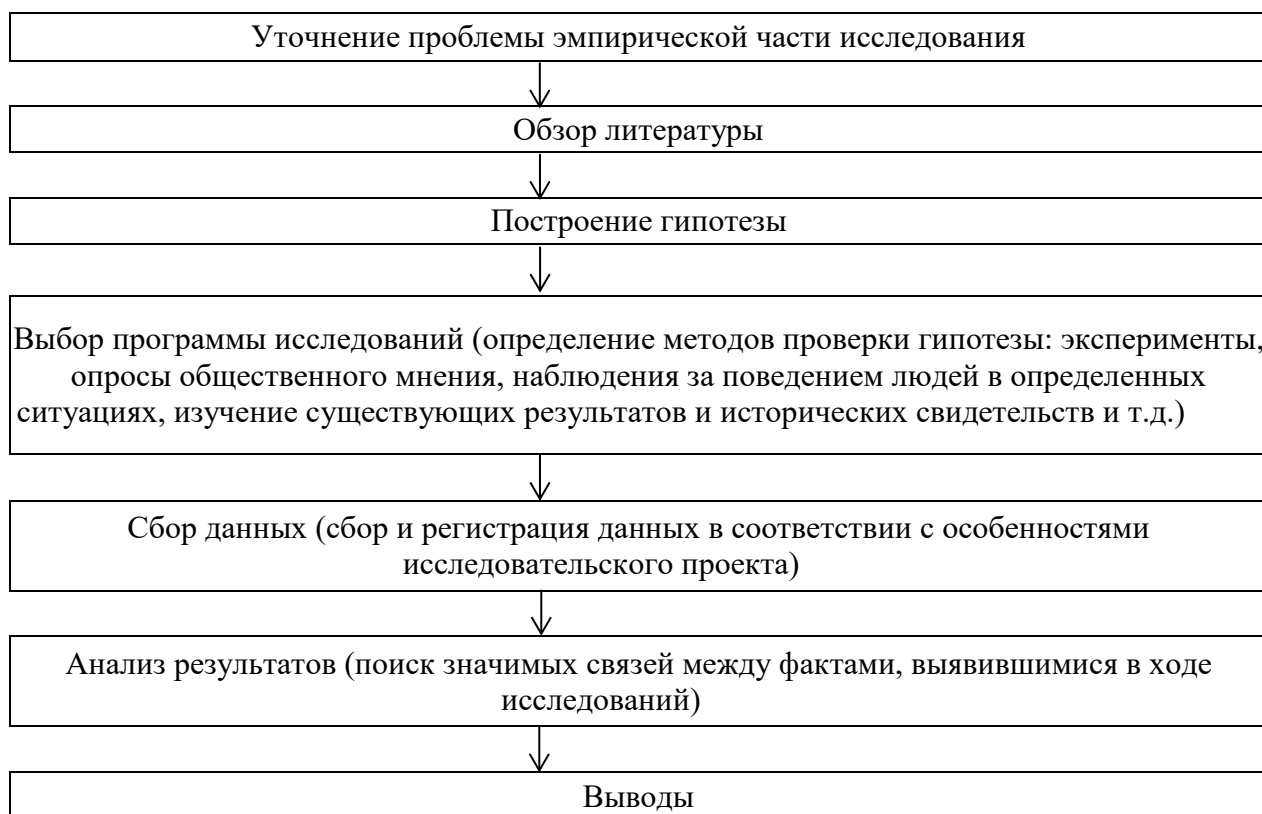 Уточнение проблемы эмпирической части исследования
Обзор литературы
Построение гипотезы
Выбор программы исследований (определение методов проверки гипотезы: эксперименты,
опросы общественного мнения, наблюдения за поведением людей в определенных
ситуациях, изучение существующих результатов и исторических свидетельств и т.д.)
Сбор данных (сбор и регистрация данных в соответствии с особенностями
исследовательского проекта)
Анализ результатов (поиск значимых связей между фактами, выявившимися в ходе
исследований)
Выводы